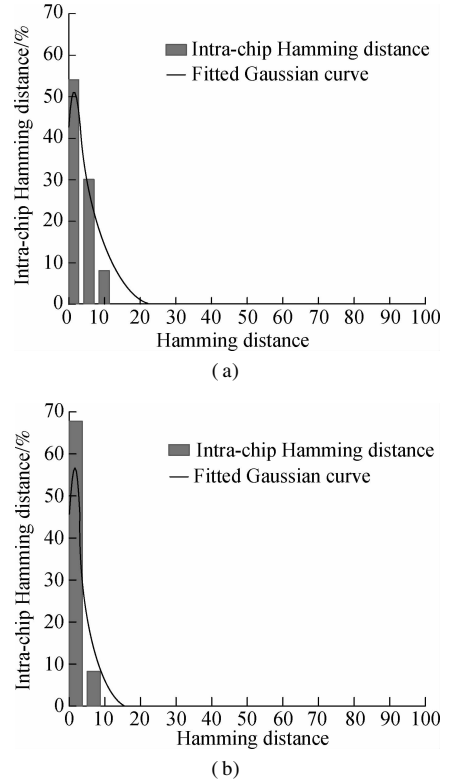 70
60
50
40
30
20
10
0
Intra-chip Hamming distance/%
Intra-chip Hamming distance
Fitted Gaussian curve
0 10 20 30 40 50 60 70 80 90 100
Hamming distance
(a)
70
60
50
40
30
20
10
0
Intra-chip Hamming distance/%
Intra-chip Hamming distance
Fitted Gaussian curve
0 10 20 30 40 50 60 70 80 90 100
Hamming distance
(b)